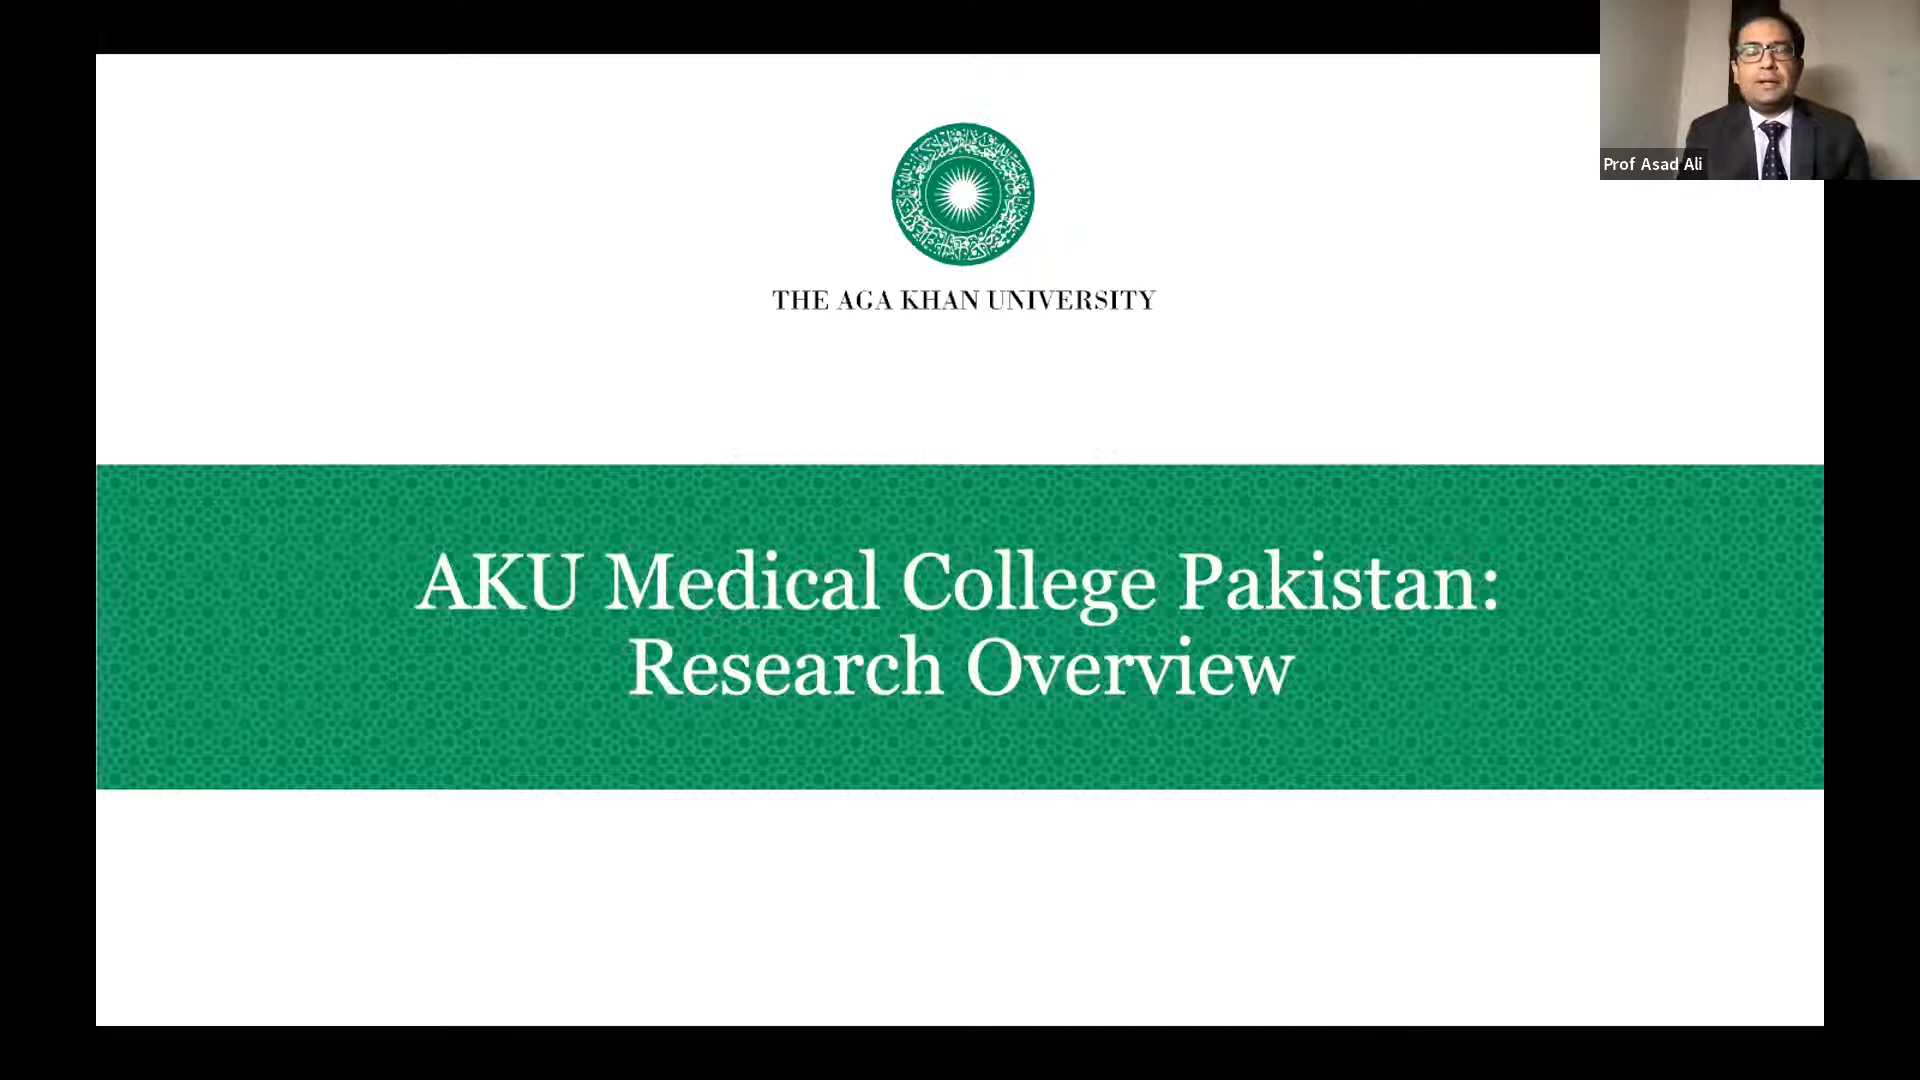 Prof Asad Ali
THE AGA KHAN UNIVERSITY
AKU Medical College Pakistan:
Research Overview